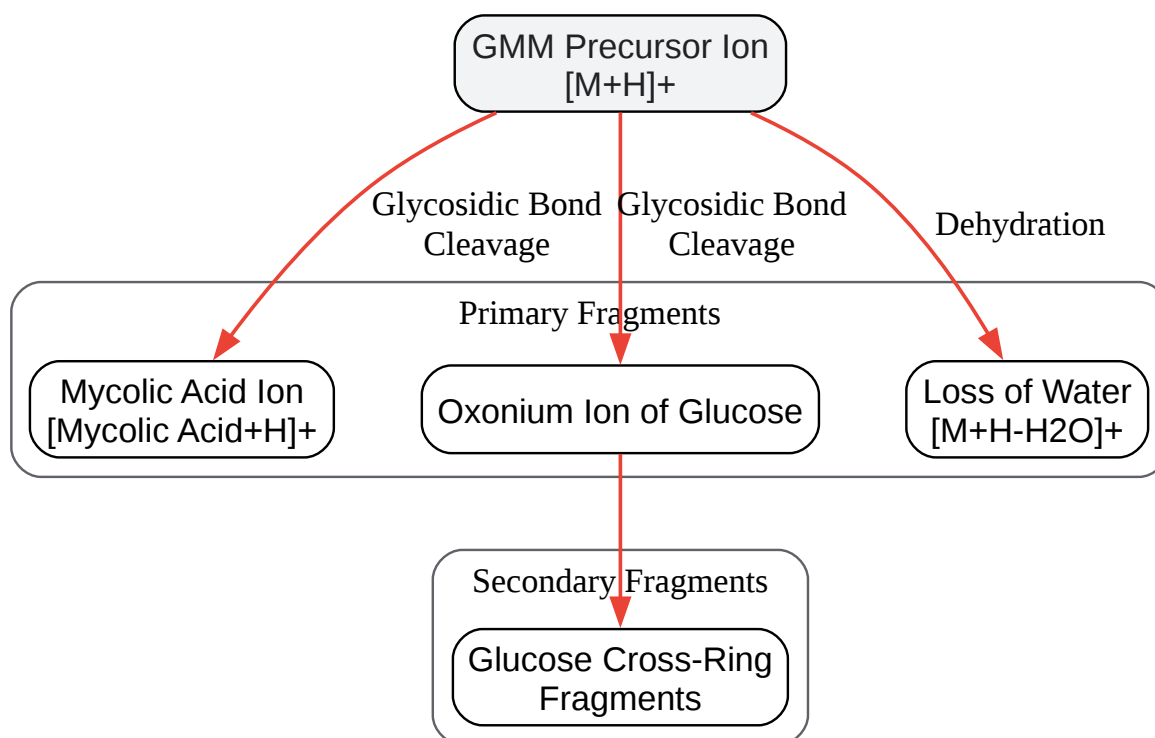 GMM Precursor Ion
[M+H]+
Glycosidic Bond
Cleavage
Glycosidic Bond
Cleavage
Dehydration
Primary Fragments
Mycolic Acid Ion
[Mycolic Acid+H]+
Oxonium Ion of Glucose
Loss of Water
[M+H-H2O]+
Secondary Fragments
Glucose Cross-Ring
Fragments